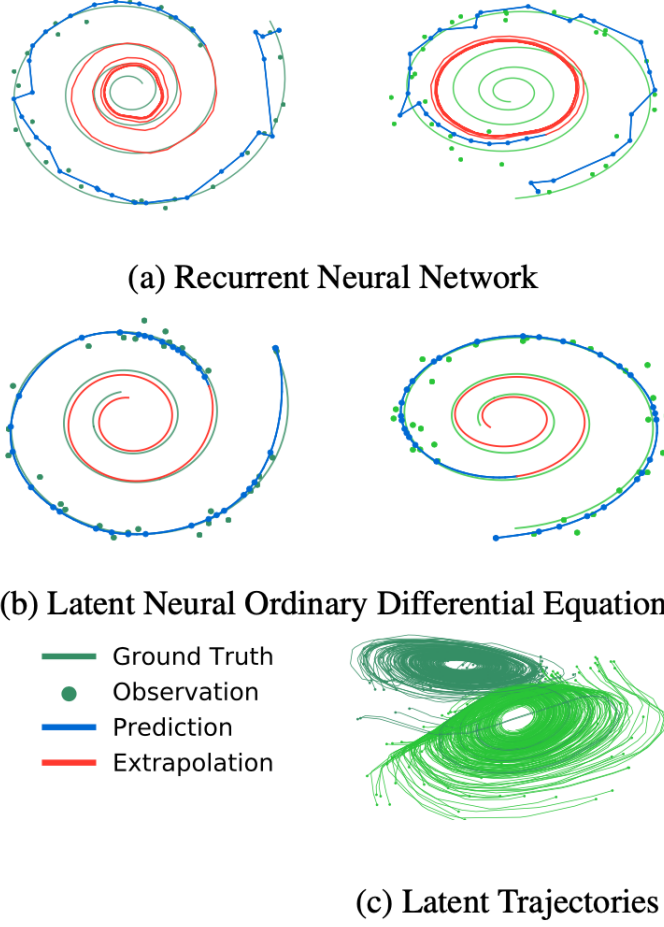 (a) Recurrent Neural Network
(b) Latent Neural Ordinary Differential Equation
Ground Truth
Observation
Prediction
Extrapolation
(c) Latent Trajectories